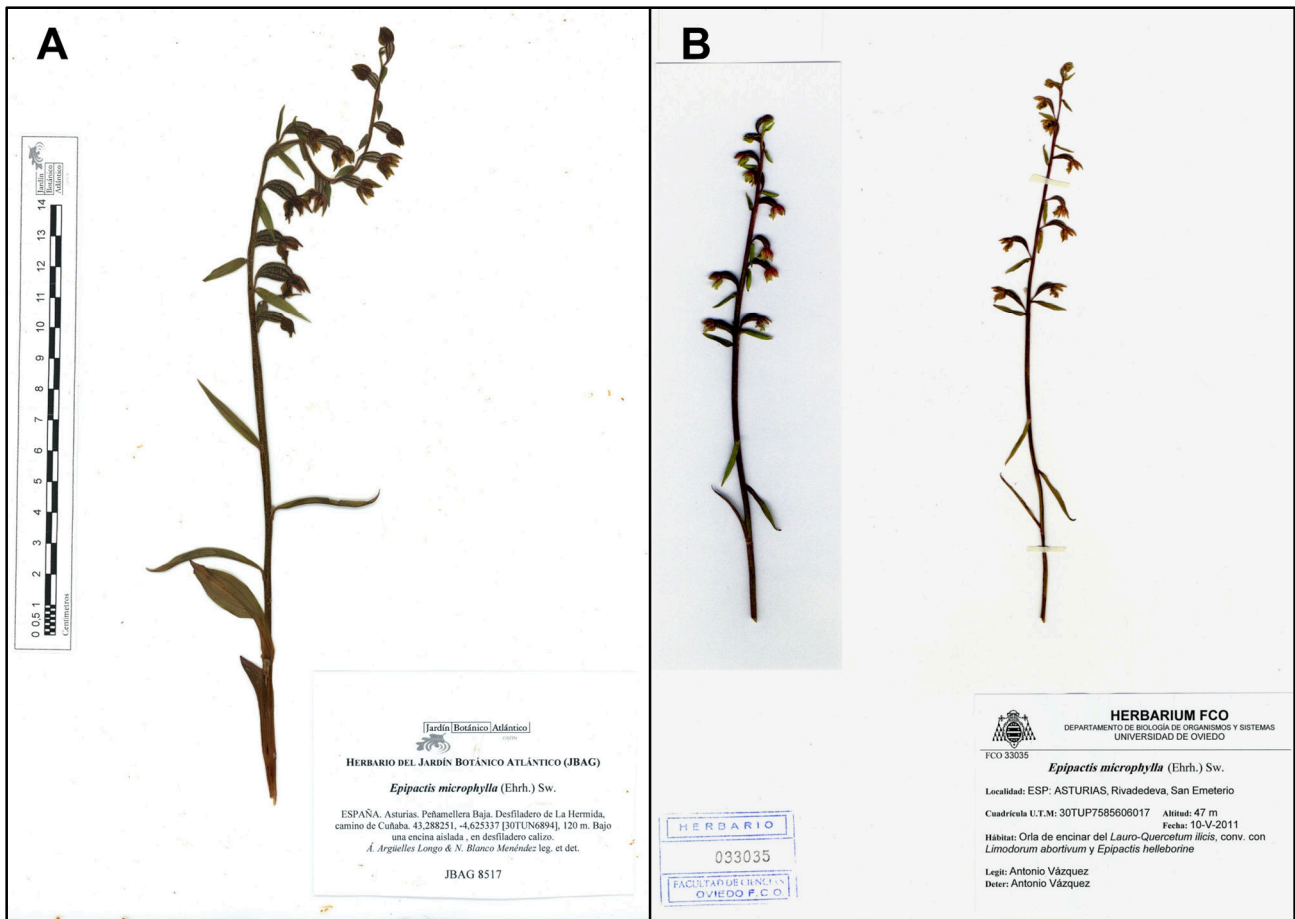 A
Jardín
Botánico
Atlántico
14
13
12
11
10
9
8
7
6
5
4
3
2
0 0,5 1
Centímetros
Jardín Botánico Atlántico
GIJÓN
HERBARIO DEL JARDÍN BOTÁNICO ATLÁNTICO (JBAG)
Epipactis microphylla (Ehrh.) Sw.
ESPAÑA. Asturias. Peñamellera Baja. Desfiladero de La Hermida,
camino de Cuñaba. 43,288251, -4,625337 [30TUN6894], 120 m. Bajo
una encina aislada , en desfiladero calizo.
Á. Argüelles Longo & N. Blanco Menéndez leg. et det.
JBAG 8517
B
HERBARIO
033035
FACULTAD DE CIENCIAS
OVIEDO F.C.O.
HERBARIUM FCO
DEPARTAMENTO DE BIOLOGÍA DE ORGANISMOS Y SISTEMAS
UNIVERSIDAD DE OVIEDO
FCO 33035
Epipactis microphylla (Ehrh.) Sw.
Localidad: ESP: ASTURIAS, Rivadedeva, San Emeterio
Cuadrícula U.T.M: 30TUP7585606017 Altitud: 47 m
Fecha: 10-V-2011
Hábitat: Orla de encinar del Lauro-Quercetum ilicis, conv. con
Limodorum abortivum y Epipactis helleborine
Legit: Antonio Vázquez
Deter: Antonio Vázquez